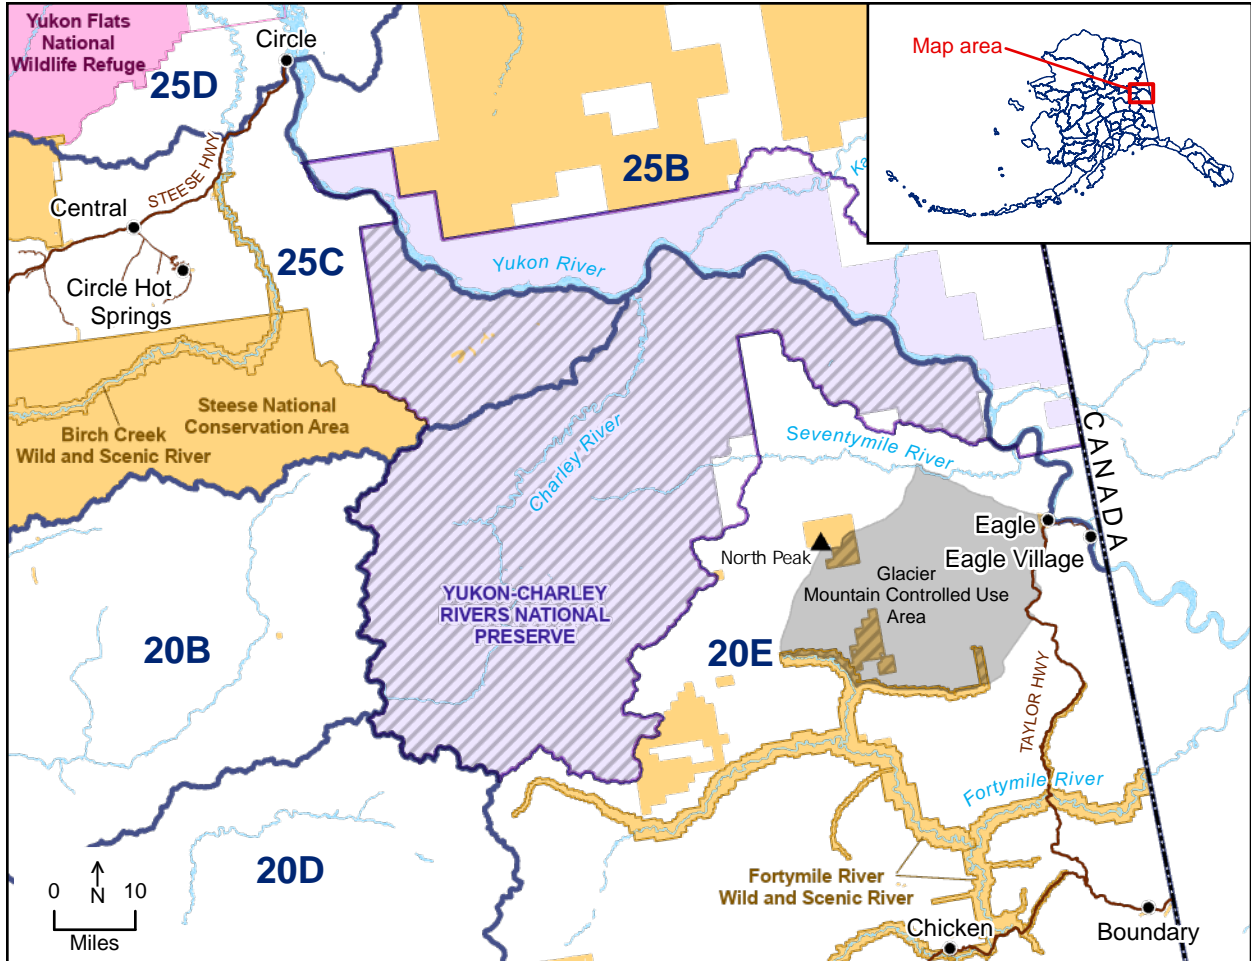 Yukon Flats
National
Wildlife Refuge
Circle
25D
Map area
STEESE HWY
25B
Ka
Central
25C
Yukon River
Circle Hot
Springs
Steese National
Conservation Area
Birch Creek
Wild and Scenic River
Charley River
Seventymile River
CANADA
Eagle
Eagle Village
North Peak
Glacier
Mountain Controlled Use
Area
YUKON-CHARLEY
RIVERS NATIONAL
PRESERVE
20B
20E
TAYLOR HWY
Fortymile River
20D
Fortymile River
Wild and Scenic River
0 N 10
Miles
Chicken
Boundary